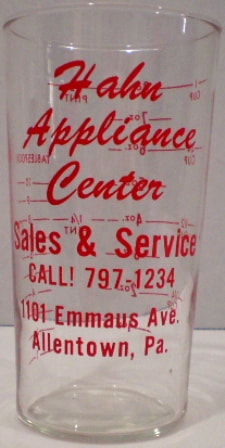 Hahn
Appliance
Center
Sales & Service
CALL! 797-1234
1101 Emmaus Ave.
Allentown, Pa.